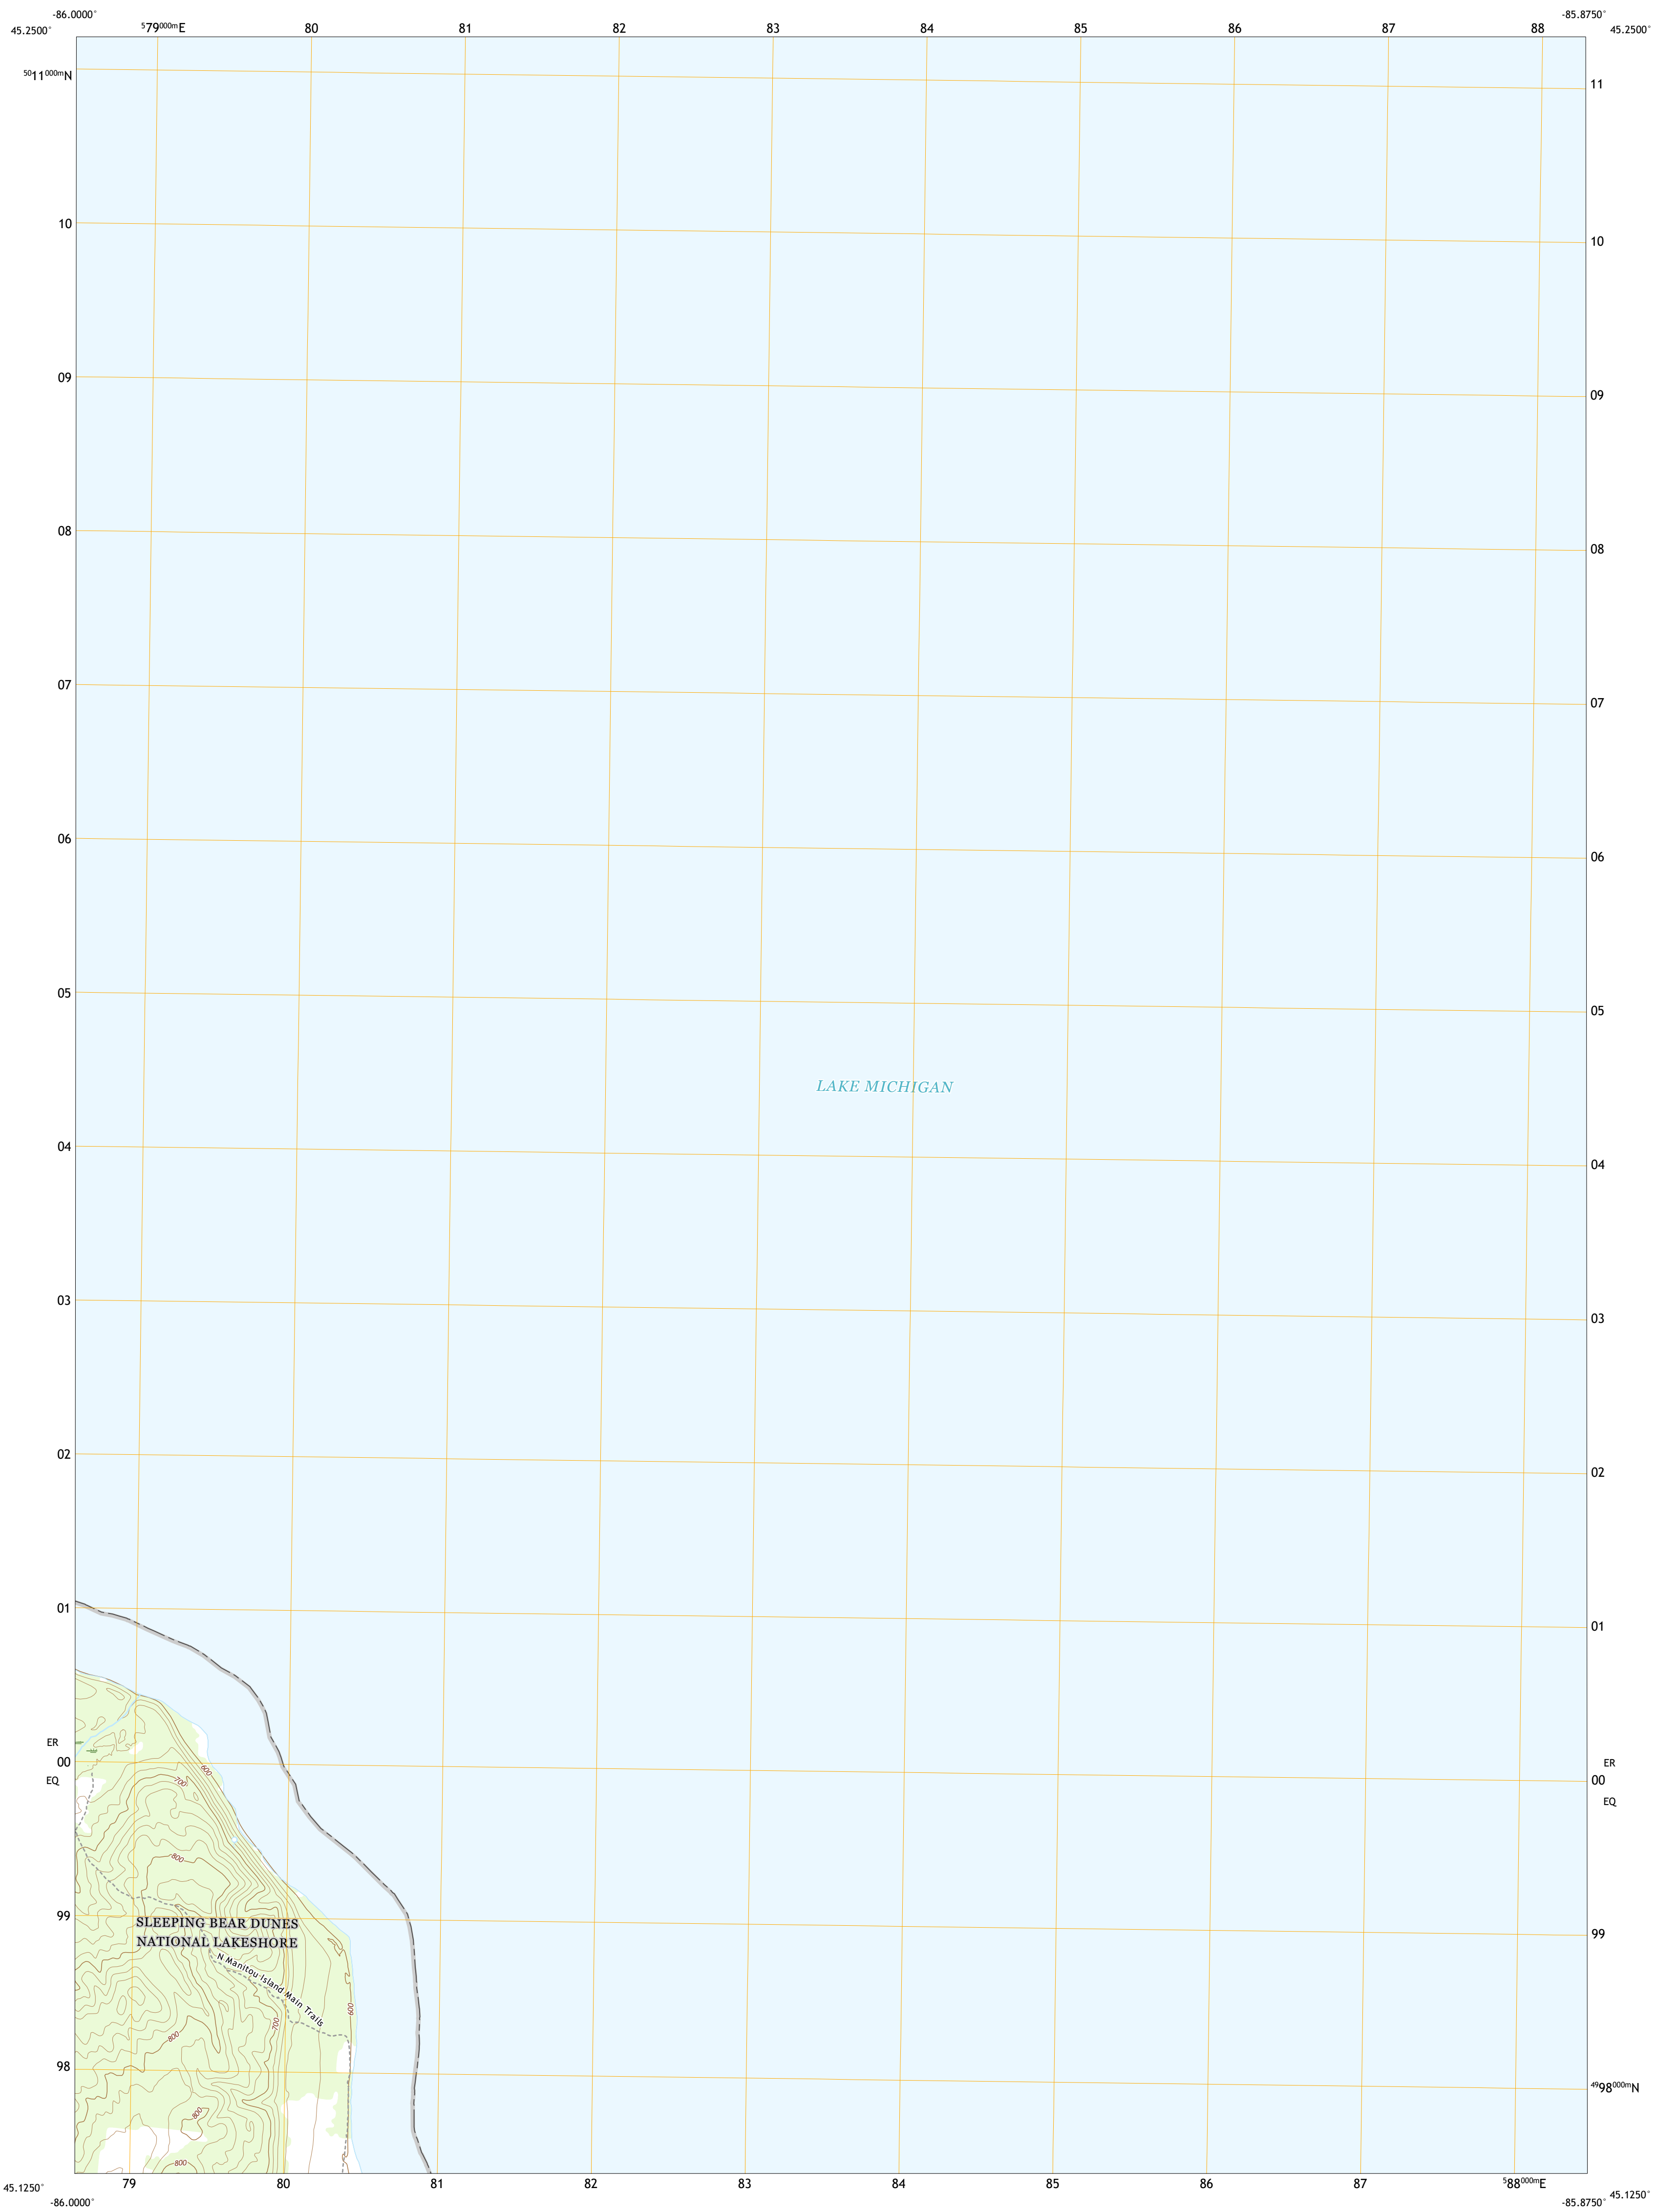 -86.0000° -85.8750°
45.2500° 579000mE 80 81 82 83 84 85 86 87 88 45.2500°
5011000mN 11
10 10
09 09
08 08
07 07
06 06
05 05
LAKE MICHIGAN
04 04
03 03
02 02
01 01
ER ER
00 00
EQ EQ
600
700
800
99 99
SLEEPING BEAR DUNES
NATIONAL LAKESHORE
N Manitou Island Main Trails
600
700
800
98 4998000mN
800
800
45.1250° 79 80 81 82 83 84 85 86 87 588000mE 45.1250°
-86.0000° -85.8750°